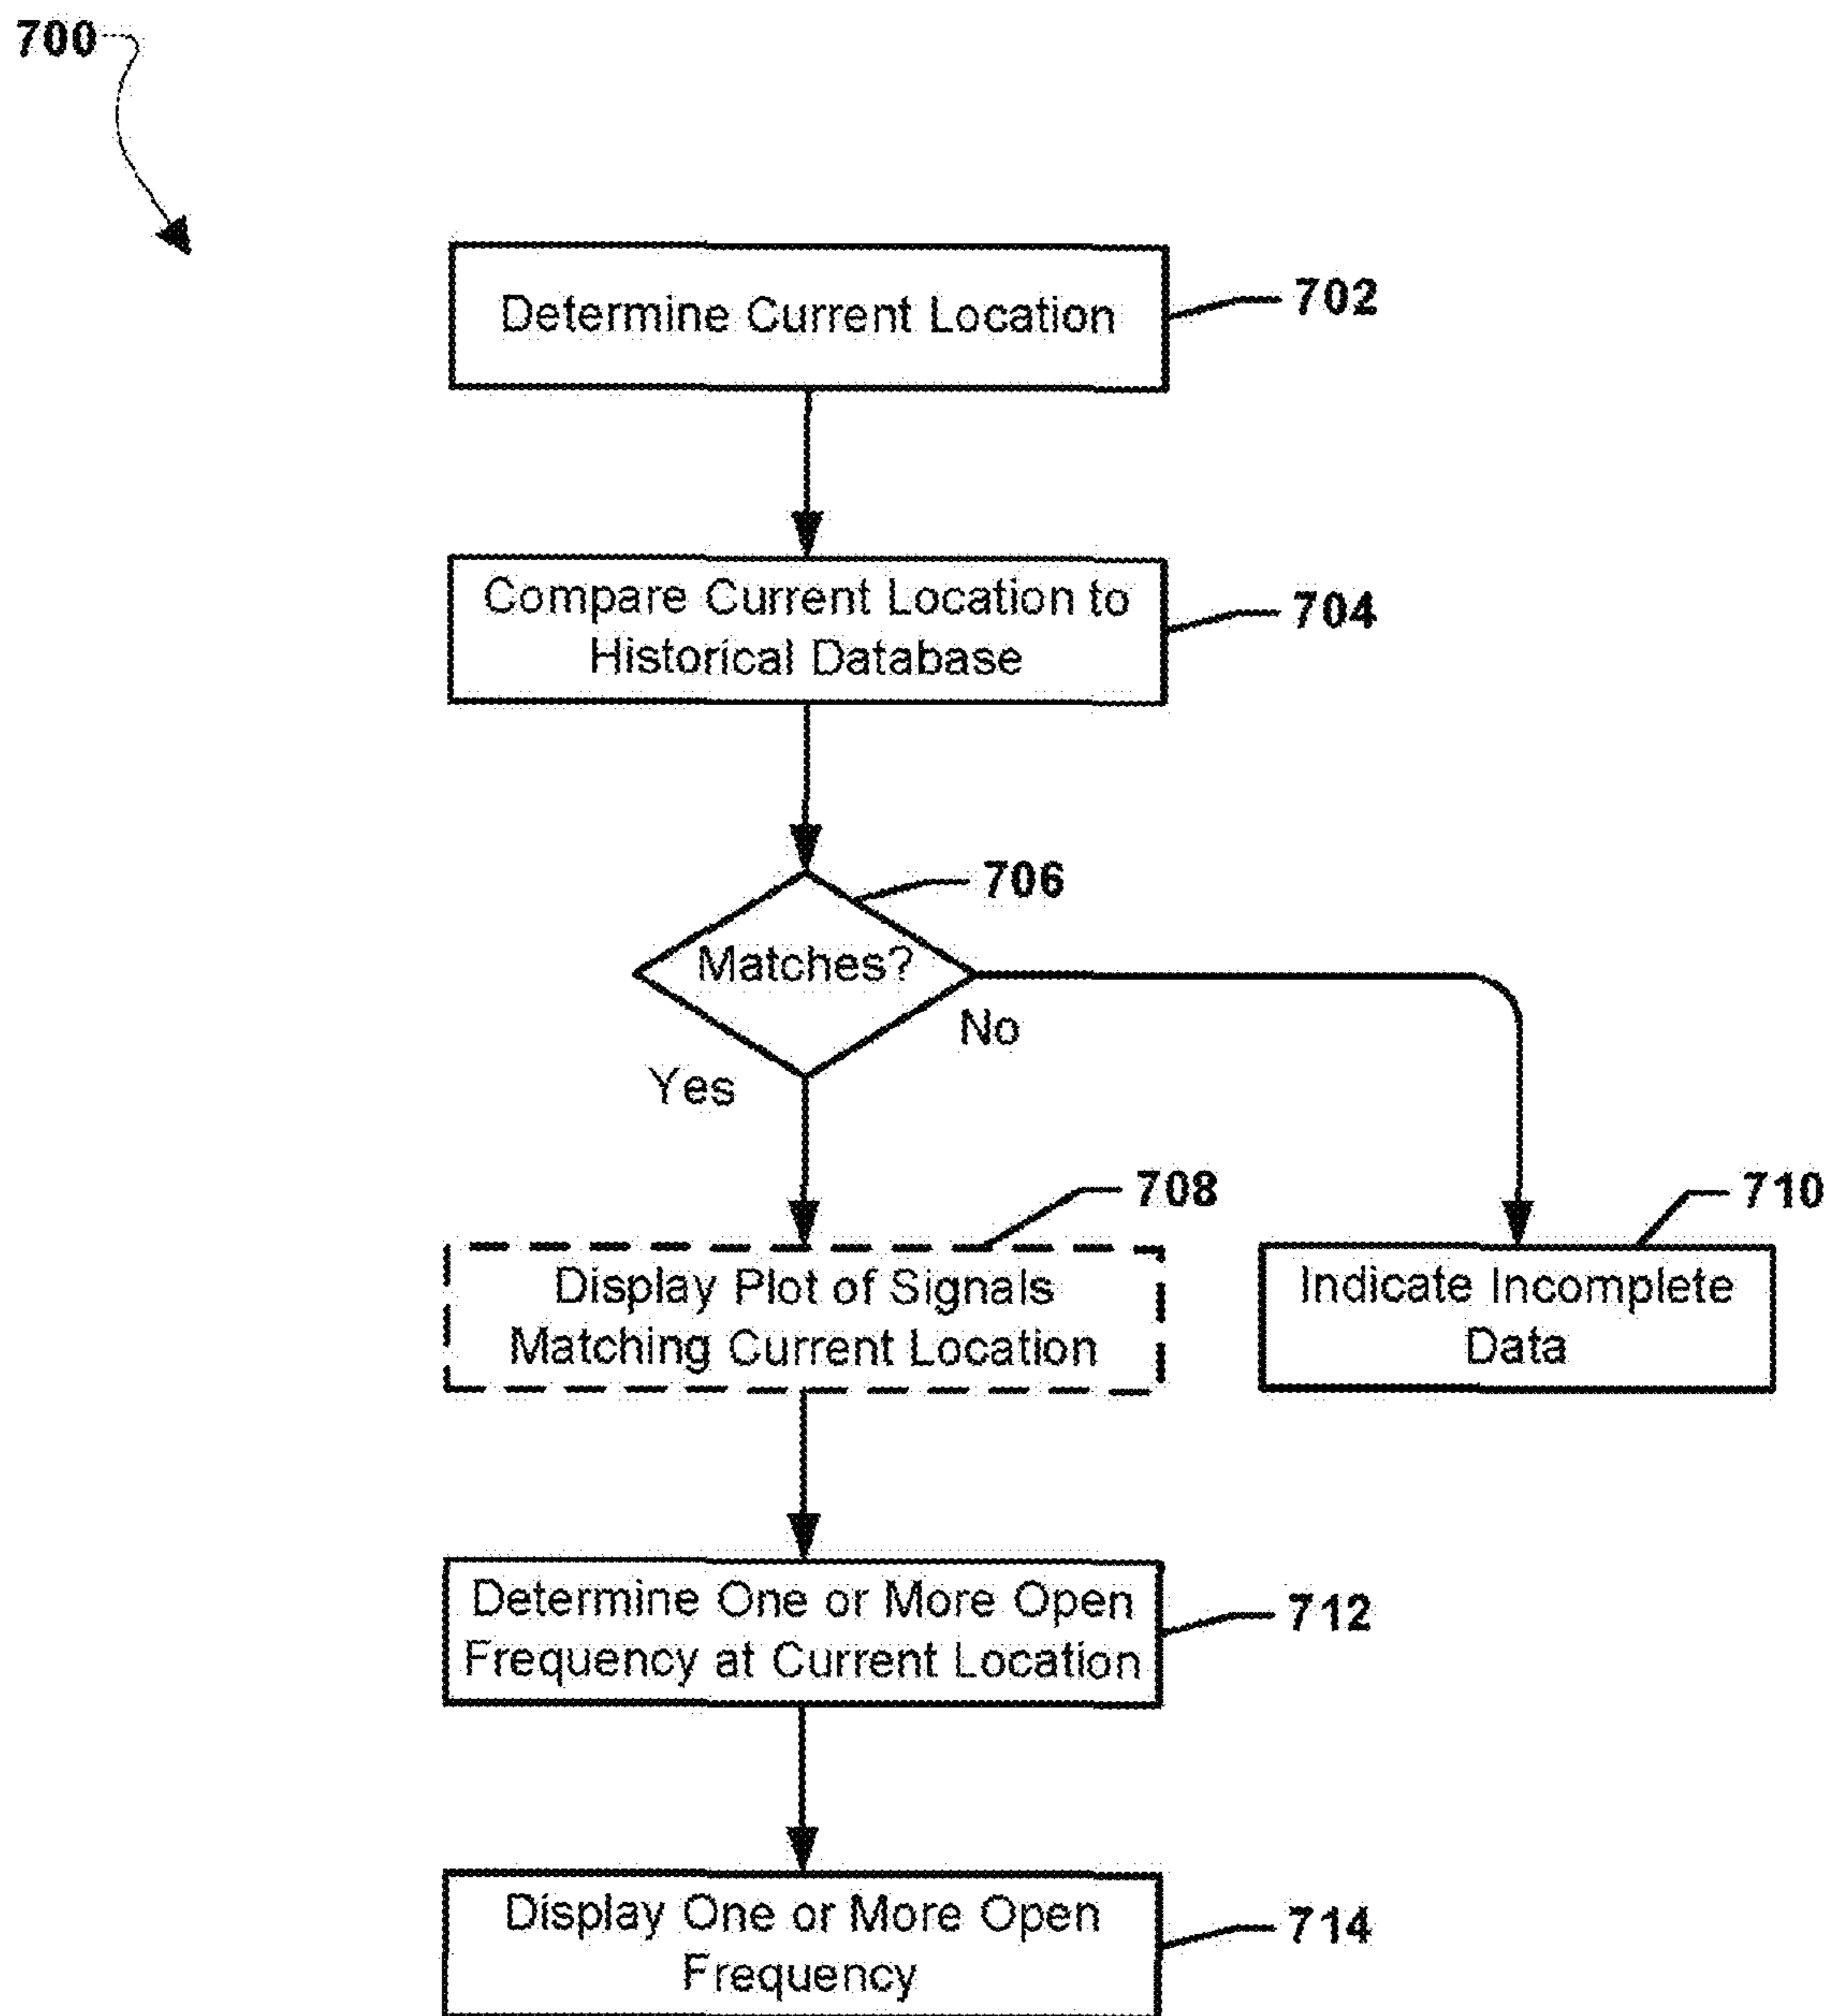 700
Determine Current Location
702
Compare Current Location to
Historical Database
704
706
Matches?
No
Yes
708
710
Display Plot of Signals
Matching Current Location
Indicate Incomplete
Data
Determine One or More Open
Frequency at Current Location
712
Display One or More Open
Frequency
714